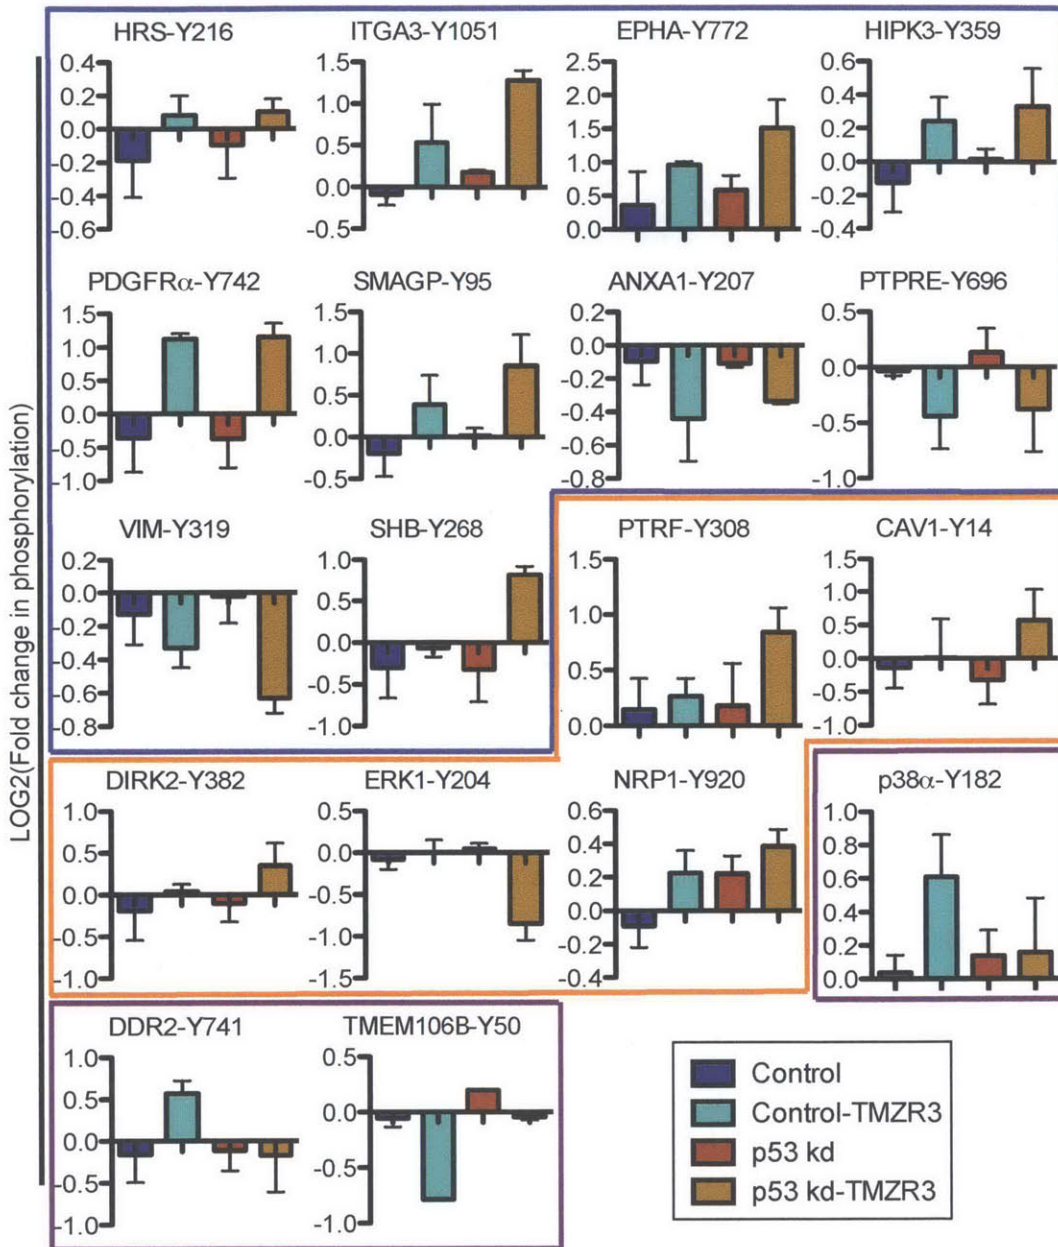 HRS-Y216 ITGA3-Y1051 EPHA-Y772 HIPK3-Y359
0.4 1.5 2.5 0.6
0.2 1.0 2.0 0.4
0.0 0.5 1.5 0.2
-0.2 0.0 1.0 0.0
-0.4 0.5 -0.2
-0.6 -0.5 0.0 -0.4
PDGFRα-Y742 SMAGP-Y95 ANXA1-Y207 PTPRE-Y696
1.5 1.5 0.2 0.5
1.0 1.0 0.0
0.5 0.5 -0.2 0.0
0.0 0.0 -0.4 -0.5
-0.5 -0.6
-1.0 -0.5 -0.8 -1.0
VIM-Y319 SHB-Y268 PTRF-Y308 CAV1-Y14
0.2 1.0 1.5 1.5
0.0 0.5 1.0 1.0
-0.2 0.0 0.5 0.5
-0.4 -0.5 0.0 0.0
-0.6 -0.5
-0.8 -1.0 -1.0
DIRK2-Y382 ERK1-Y204 NRP1-Y920 p38α-Y182
1.0 0.5 0.6 1.0
0.5 0.0 0.4 0.8
0.0 -0.5 0.2 0.6
-0.5 -1.0 0.0 0.4
-0.2 0.2
-1.0 -1.5 -0.4 0.0
DDR2-Y741 TMEM106B-Y50
1.0 0.5
0.5 0.0
0.0 -0.5
-0.5
-1.0 -1.0
LOG2(Fold change in phosphorylation)
Control
Control-TMZR3
p53 kd
p53 kd-TMZR3